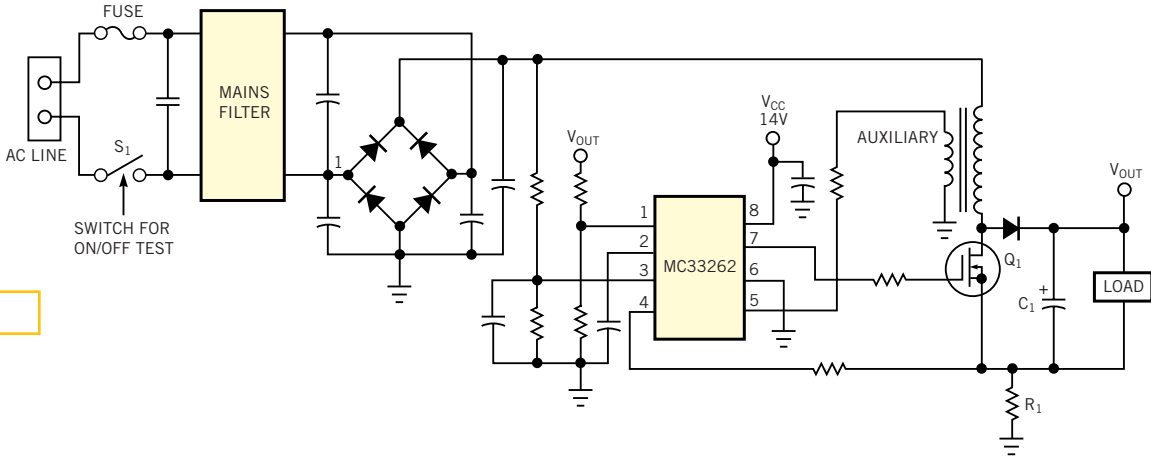 FUSE
AC LINE
S1
SWITCH FOR
ON/OFF TEST
MAINS
FILTER
1
VOUT
VCC
14V
1
2
3
4
MC33262
8
7
6
5
AUXILIARY
Q1
VOUT
+
C1
LOAD
R1